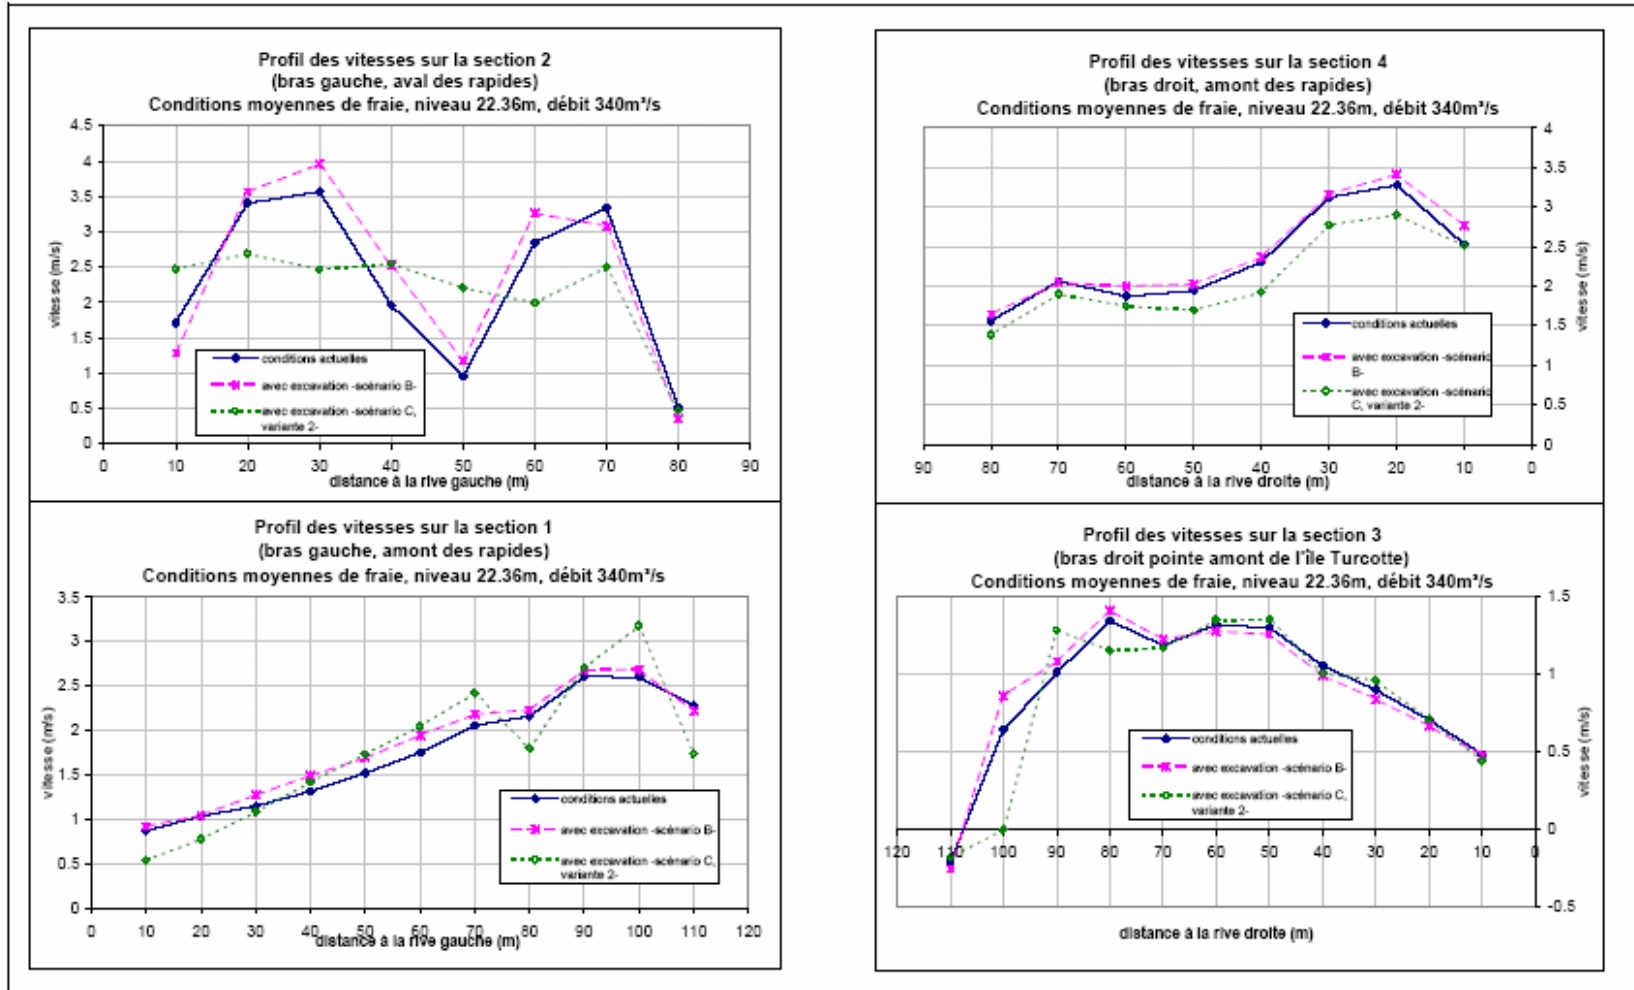 Profil des vitesses sur la section 2
(bras gauche, aval des rapides)
Conditions moyennes de fraie, niveau 22.36m, débit 340m³/s
4.5
4
3.5
3
2.5
2
1.5
1
0.5
0
vitesse (m/s)
conditions actuelles
avec excavation -scénario B-
avec excavation -scénario C,
variante 2-
0 10 20 30 40 50 60 70 80 90
distance à la rive gauche (m)
Profil des vitesses sur la section 4
(bras droit, amont des rapides)
Conditions moyennes de fraie, niveau 22.36m, débit 340m³/s
4
3.5
3
2.5
2
1.5
1
0.5
0
vitesse (m/s)
conditions actuelles
avec excavation -scénario
B-
avec excavation -scénario
C, variante 2-
90 80 70 60 50 40 30 20 10 0
distance à la rive droite (m)
Profil des vitesses sur la section 1
(bras gauche, amont des rapides)
Conditions moyennes de fraie, niveau 22.36m, débit 340m³/s
3.5
3
2.5
2
1.5
1
0.5
0
vitesse (m/s)
conditions actuelles
avec excavation -scénario B-
avec excavation -scénario C,
variante 2-
0 10 20 30 40 50 60 70 80 90 100 110 120
distance à la rive gauche (m)
Profil des vitesses sur la section 3
(bras droit pointe amont de l'île Turcotte)
Conditions moyennes de fraie, niveau 22.36m, débit 340m³/s
1.5
1
0.5
0
-0.5
vitesse (m/s)
conditions actuelles
avec excavation -scénario B-
avec excavation -scénario C,
variante 2-
120 110 100 90 80 70 60 50 40 30 20 10 0
distance à la rive droite (m)